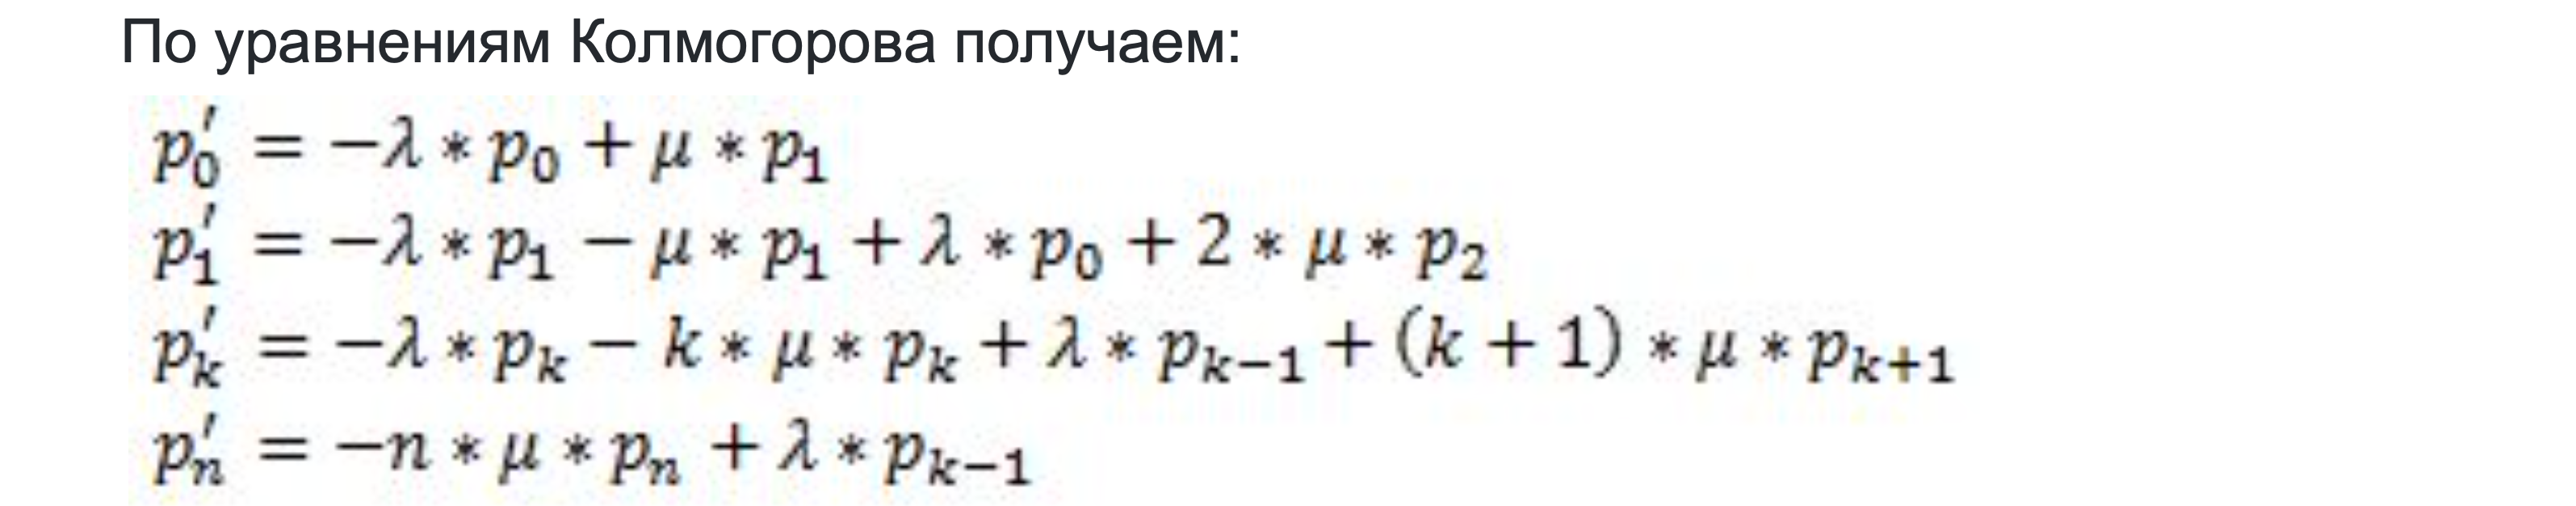 По уравнениям Колмогорова получаем:
p₀′ = −λ * p₀ + μ * p₁
p₁′ = −λ * p₁ − μ * p₁ + λ * p₀ + 2 * μ * p₂
pₖ′ = −λ * pₖ − k * μ * pₖ + λ * pₖ₋₁ + (k + 1) * μ * pₖ₊₁
pₙ′ = −n * μ * pₙ + λ * pₖ₋₁